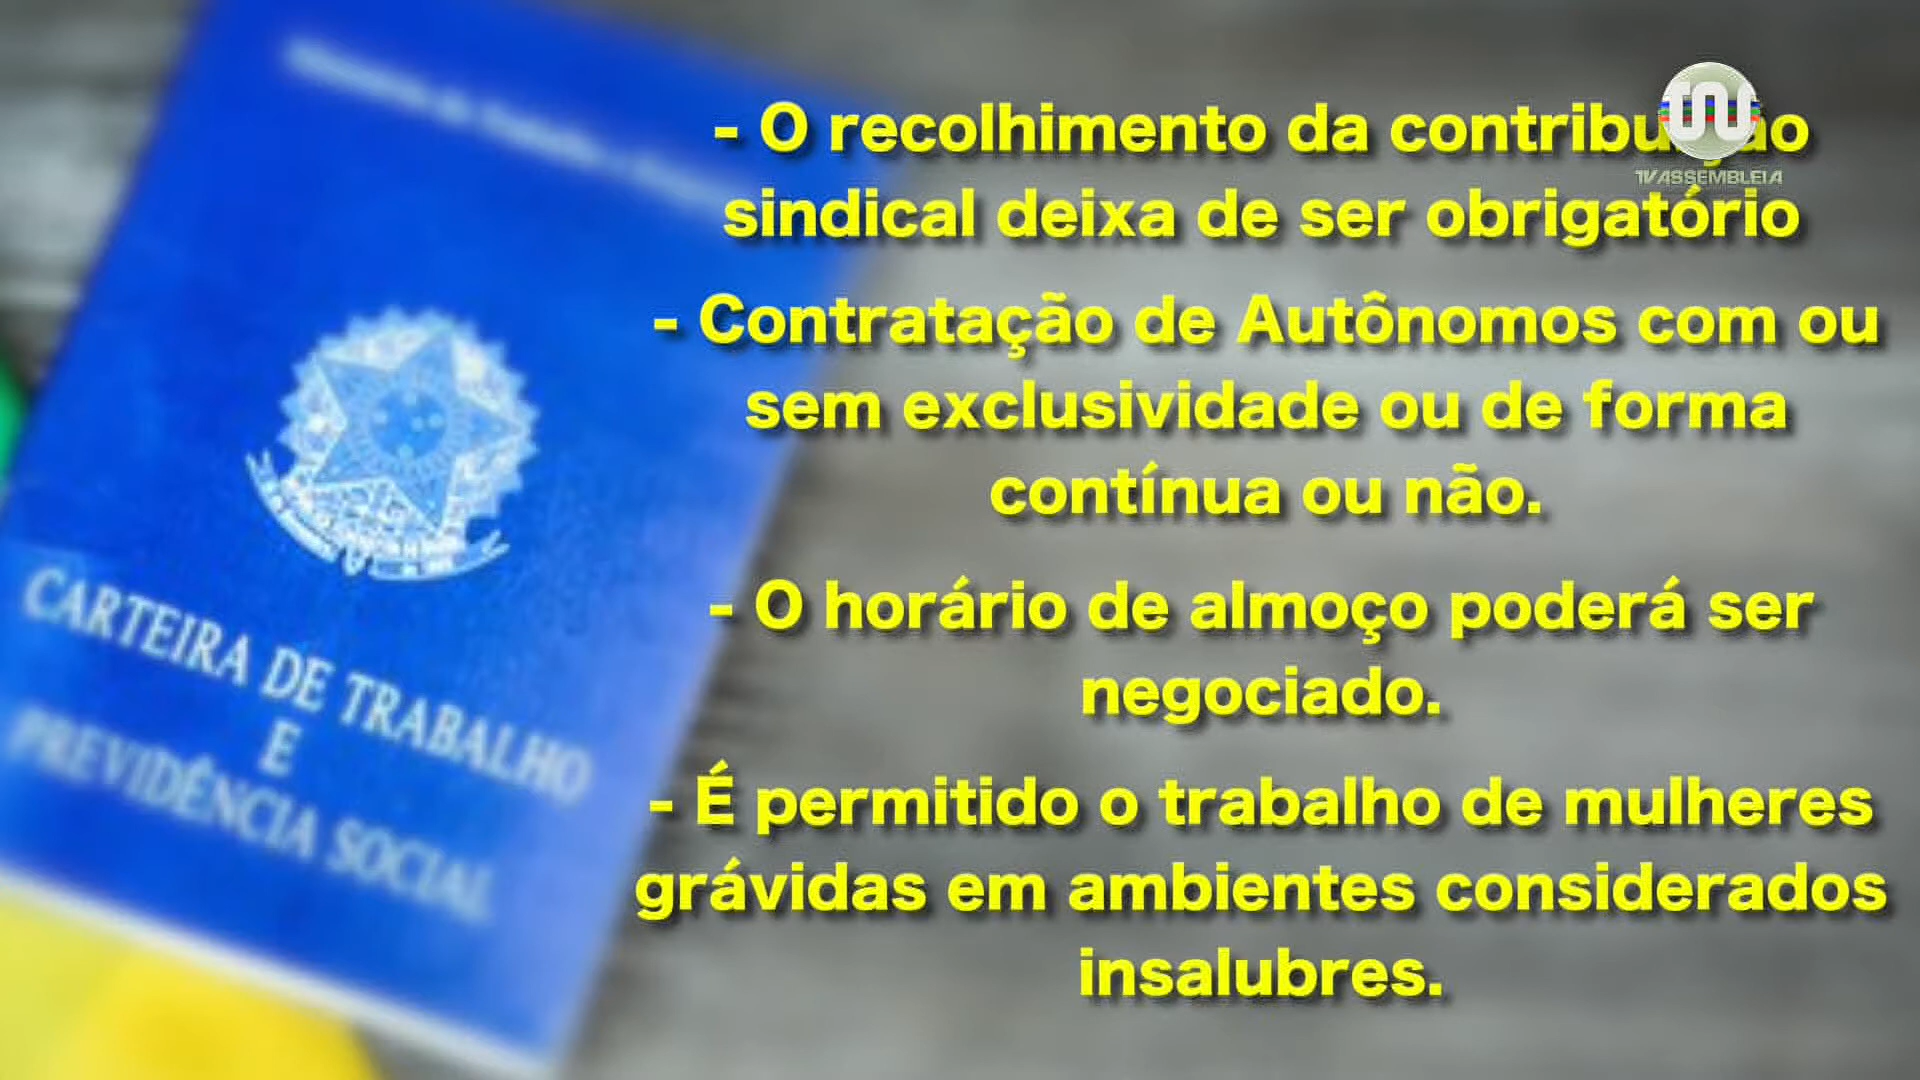 - O recolhimento da contribuição
sindical deixa de ser obrigatório
- Contratação de Autônomos com ou
sem exclusividade ou de forma
contínua ou não.
- O horário de almoço poderá ser
negociado.
- É permitido o trabalho de mulheres
grávidas em ambientes considerados
insalubres.
TVASSEMBLEIA
CARTEIRA DE TRABALHO
E
PREVIDÊNCIA SOCIAL